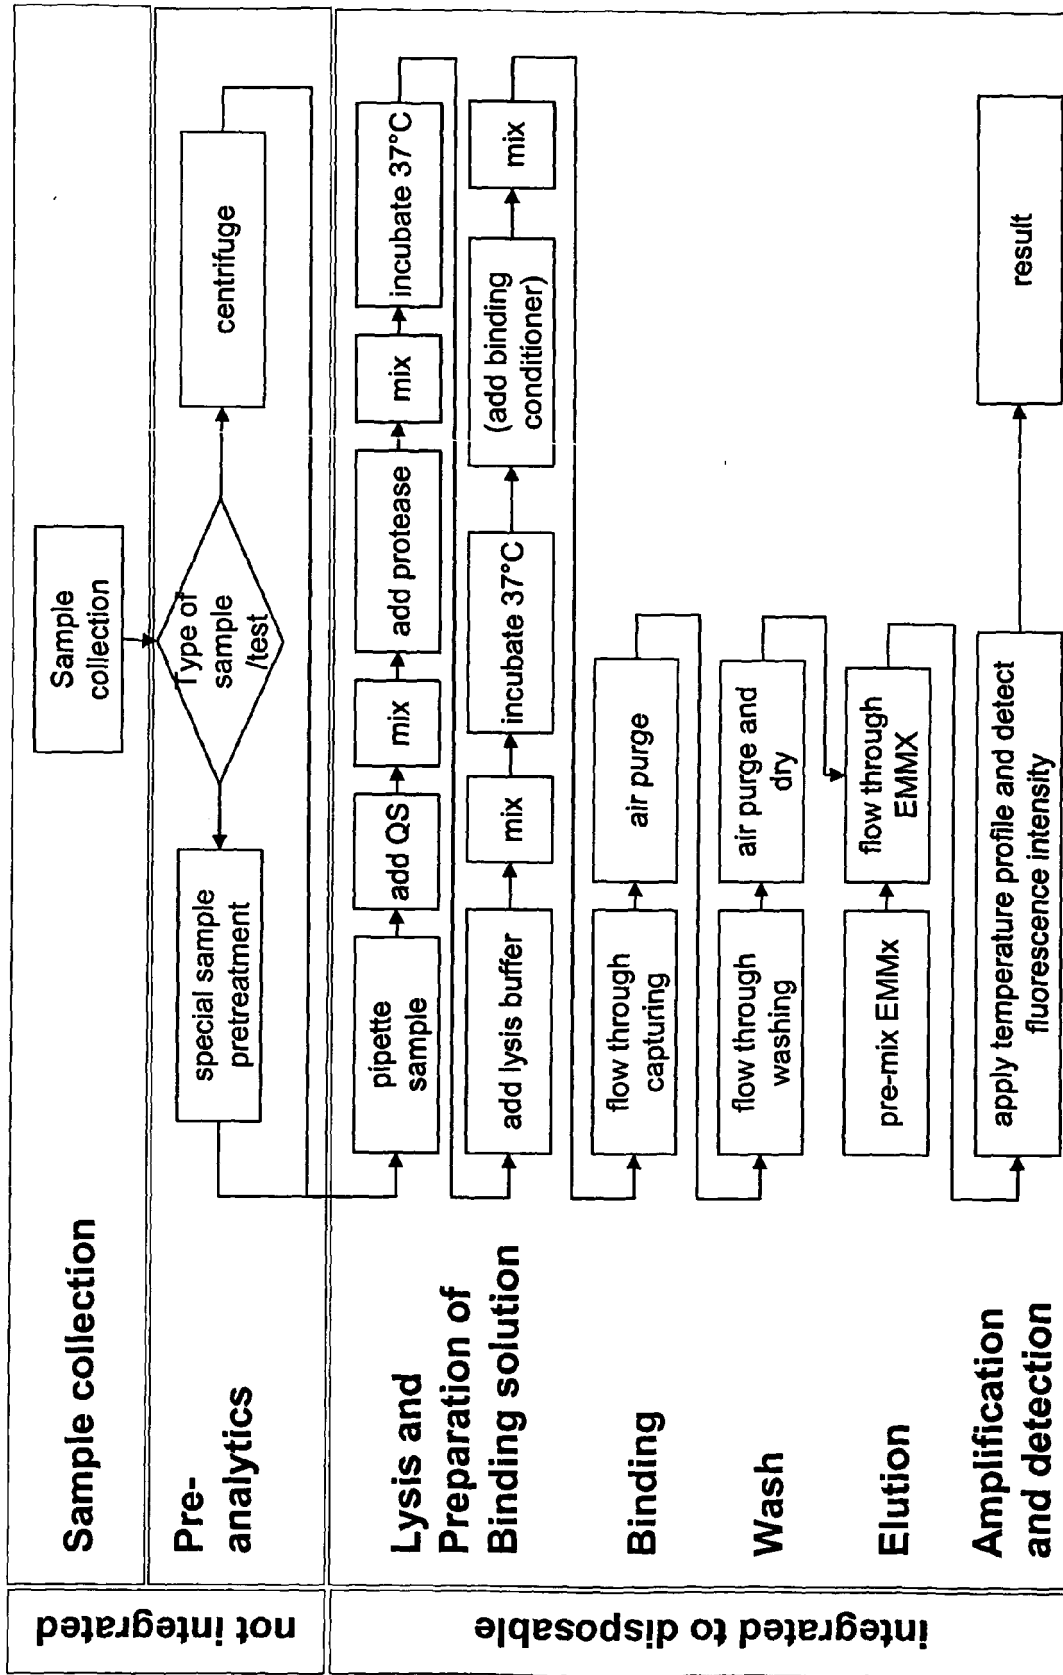 not integrated
integrated to disposable
Sample collection
Sample
collection
Pre-
analytics
special sample
pretreatment
Type of
sample
/test
centrifuge
Lysis and
Preparation of
Binding solution
pipette
sample
add QS
mix
add protease
mix
incubate 37°C
add lysis buffer
mix
incubate 37°C
(add binding
conditioner)
mix
Binding
flow through
capturing
air purge
Wash
flow through
washing
air purge and
dry
Elution
pre-mix EMMx
flow through
EMMX
Amplification
and detection
apply temperature profile and detect
fluorescence intensity
result